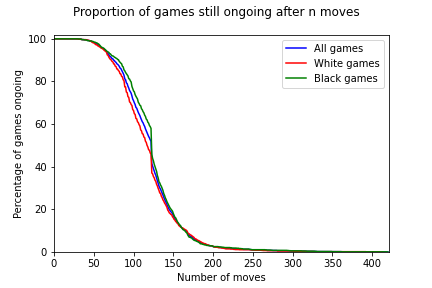 Proportion of games still ongoing after n moves
100
80
60
40
20
0
Percentage of games ongoing
All games
White games
Black games
0 50 100 150 200 250 300 350 400
Number of moves